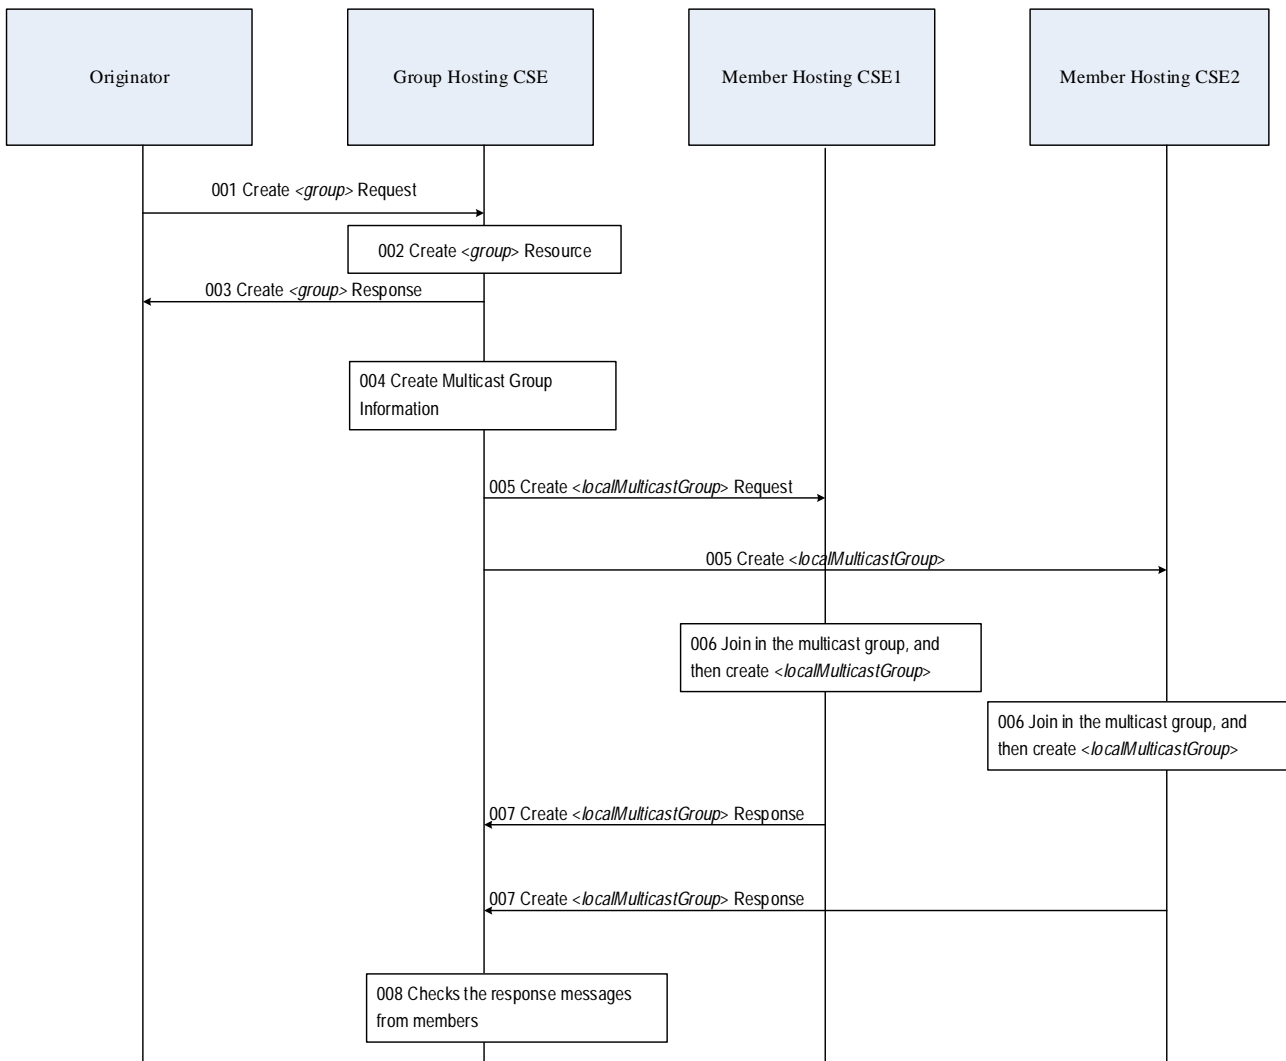 Originator
Group Hosting CSE
Member Hosting CSE1
Member Hosting CSE2
001 Create <group> Request
002 Create <group> Resource
003 Create <group> Response
004 Create Multicast Group
Information
005 Create <localMulticastGroup> Request
005 Create <localMulticastGroup>
006 Join in the multicast group, and
then create <localMulticastGroup>
006 Join in the multicast group, and
then create <localMulticastGroup>
007 Create <localMulticastGroup> Response
007 Create <localMulticastGroup> Response
008 Checks the response messages
from members